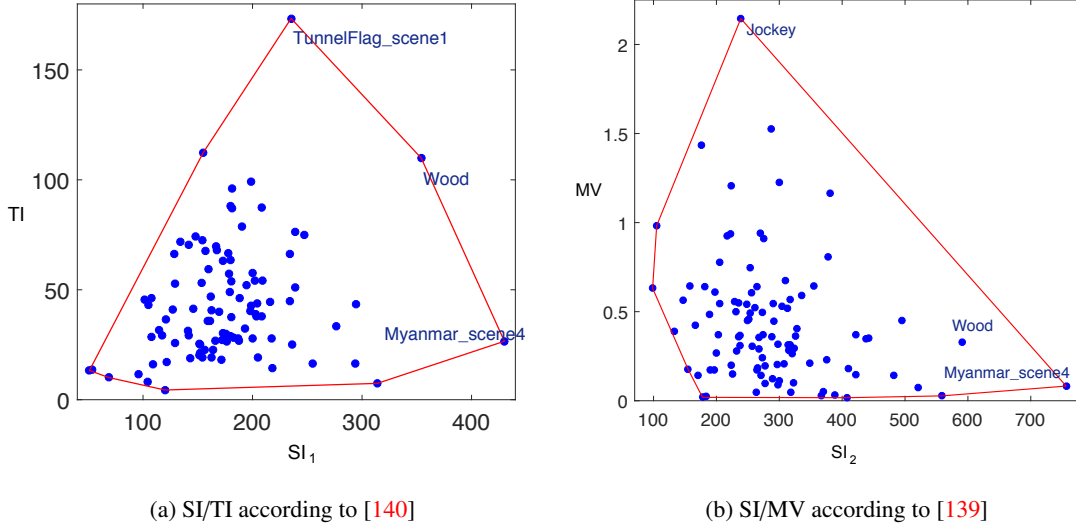 TunnelFlag_scene1
Wood
Myanmar_scene4
150
100
50
0
TI
100
200
300
400
SI1
(a) SI/TI according to [140]
Jockey
Wood
Myanmar_scene4
2
1.5
1
0.5
0
MV
100
200
300
400
500
600
700
SI2
(b) SI/MV according to [139]